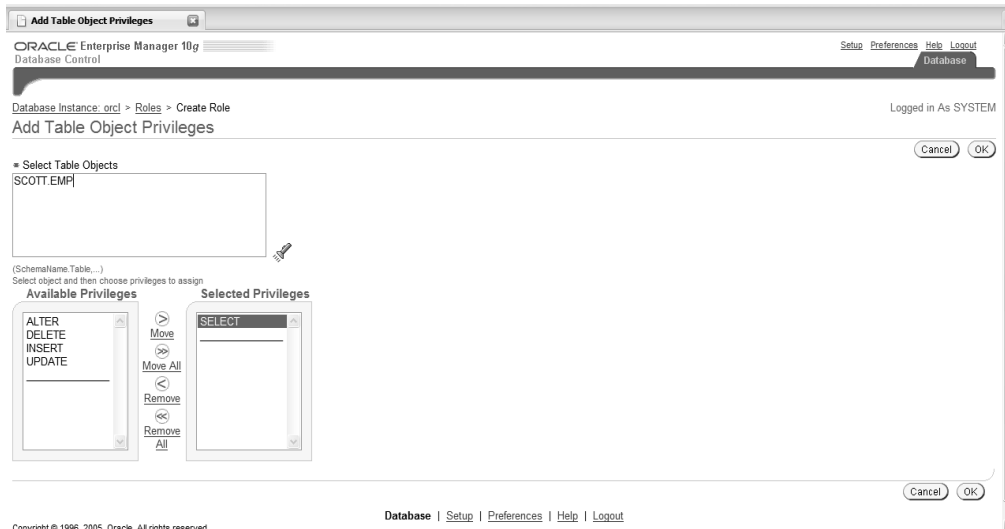 Add Table Object Privileges
ORACLE Enterprise Manager 10g
Database Control
Setup Preferences Help Logout
Database
Database Instance: orcl > Roles > Create Role
Logged in As SYSTEM
Add Table Object Privileges
Cancel OK
Select Table Objects
SCOTT.EMP
(SchemaName.Table,...)
Select object and then choose privileges to assign
Available Privileges
Selected Privileges
ALTER
DELETE
INSERT
UPDATE
Move
Move All
Remove
Remove All
SELECT
Cancel OK
Database | Setup | Preferences | Help | Logout
Copyright © 1996, 2005, Oracle. All rights reserved.